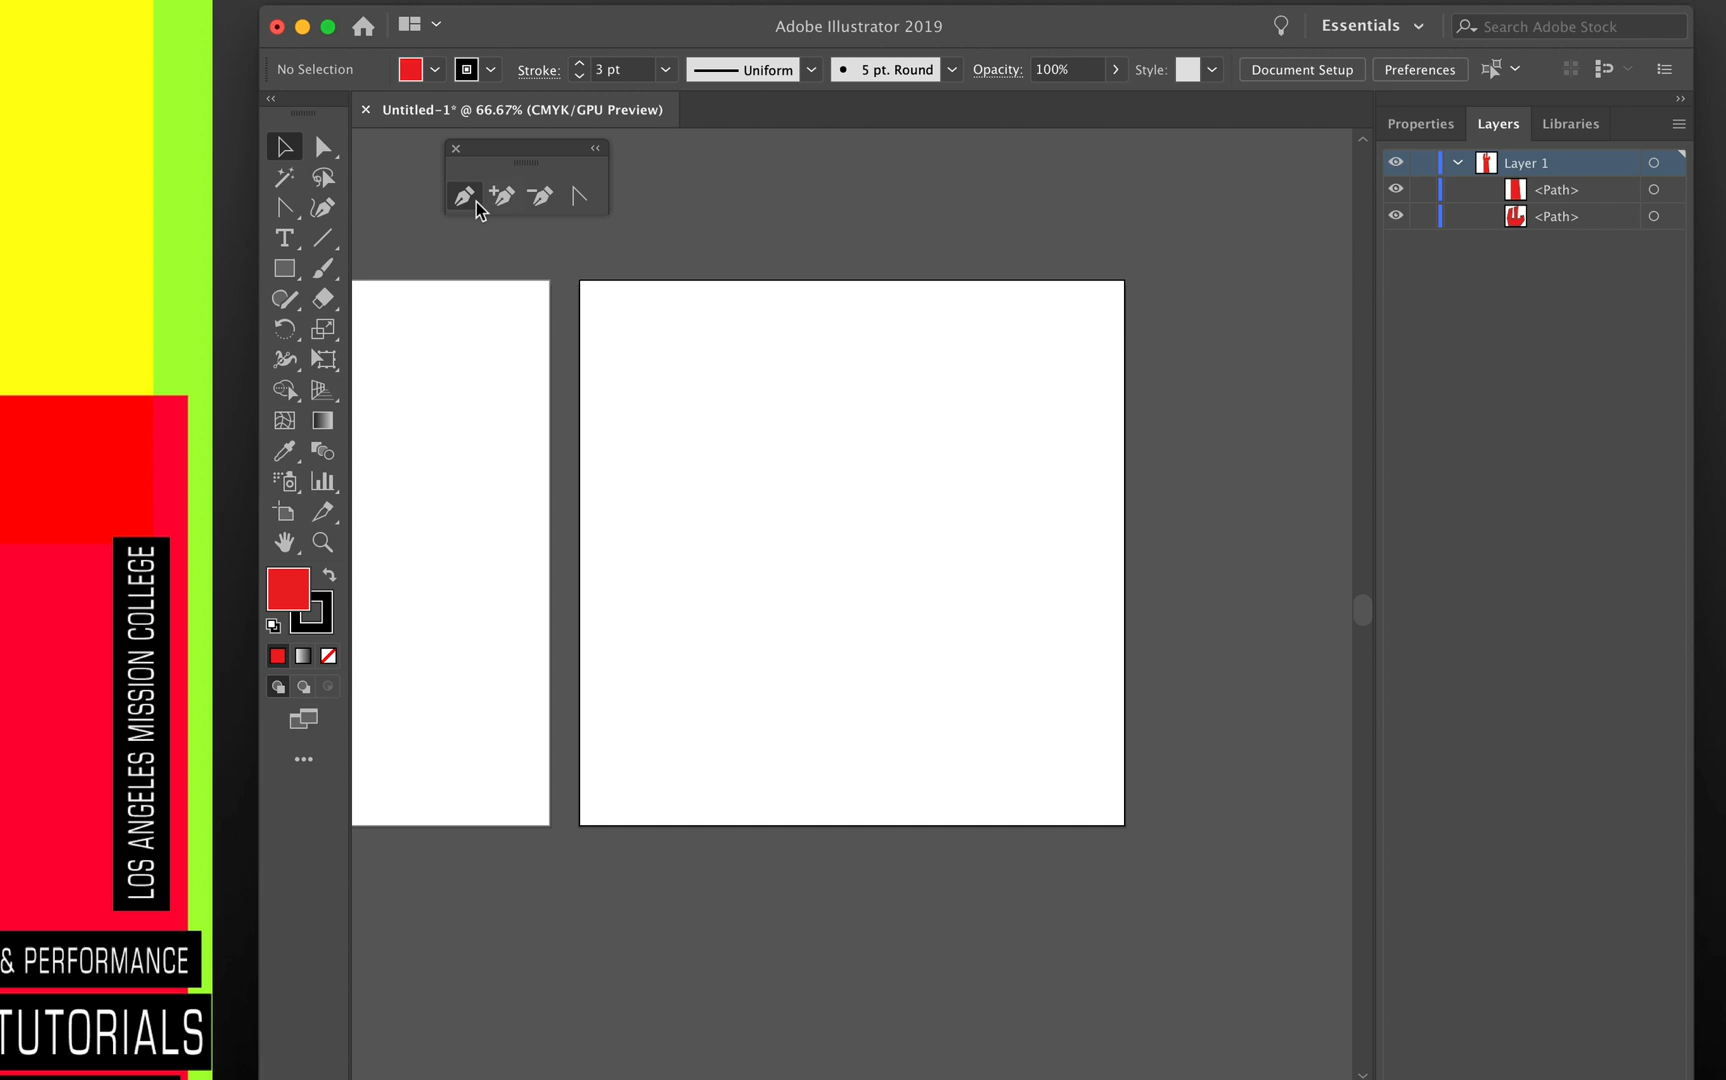 Adobe Illustrator 2019
Essentials
Search Adobe Stock
No Selection
Stroke:
3 pt
Uniform
5 pt. Round
Opacity:
100%
Style:
Document Setup
Preferences
Untitled-1* @ 66.67% (CMYK/GPU Preview)
Properties
Layers
Libraries
Layer 1
<Path>
<Path>
LOS ANGELES MISSION COLLEGE
& PERFORMANCE
TUTORIALS